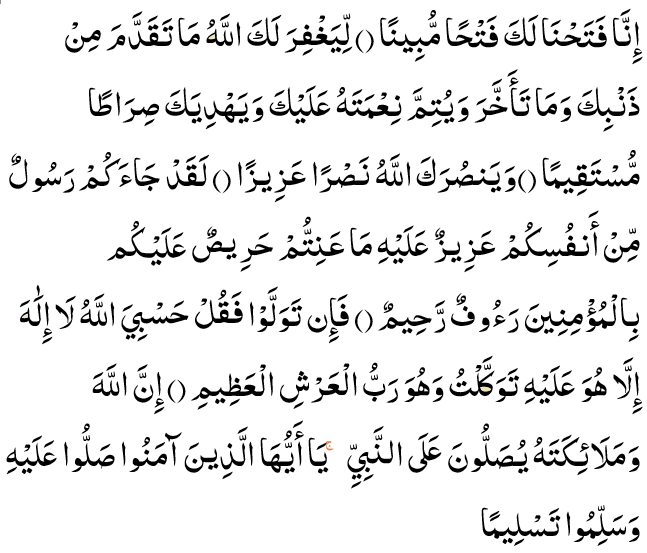 إِنَّا فَتَحْنَا لَكَ فَتْحًا مُّبِينًا () لِّيَغْفِرَ لَكَ اللَّهُ مَا تَقَدَّمَ مِنْ
ذَنْبِكَ وَمَا تَأَخَّرَ وَيُتِمَّ نِعْمَتَهُ عَلَيْكَ وَيَهْدِيَكَ صِرَاطًا
مُّسْتَقِيمًا () وَيَنصُرَكَ اللَّهُ نَصْرًا عَزِيزًا () لَقَدْ جَاءَكُمْ رَسُولٌ
مِّنْ أَنفُسِكُمْ عَزِيزٌ عَلَيْهِ مَا عَنِتُّمْ حَرِيصٌ عَلَيْكُم
بِالْمُؤْمِنِينَ رَءُوفٌ رَّحِيمٌ () فَإِن تَوَلَّوْا فَقُلْ حَسْبِيَ اللَّهُ لَا إِلَٰهَ
إِلَّا هُوَ عَلَيْهِ تَوَكَّلْتُ وَهُوَ رَبُّ الْعَرْشِ الْعَظِيمِ () إِنَّ اللَّهَ
وَمَلَائِكَتَهُ يُصَلُّونَ عَلَى النَّبِيِّ ۚ يَا أَيُّهَا الَّذِينَ آمَنُوا صَلُّوا عَلَيْهِ
وَسَلِّمُوا تَسْلِيمًا